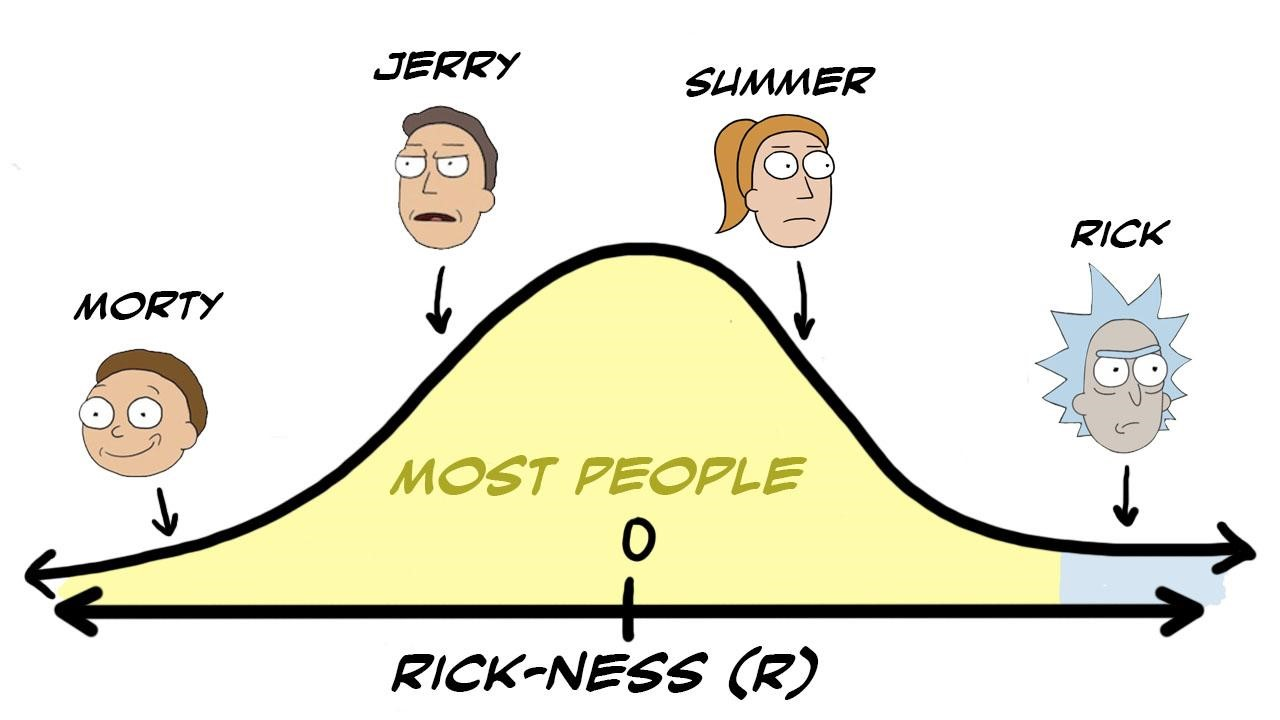 JERRY
SUMMER
RICK
MORTY
MOST PEOPLE
0
RICK-NESS (R)